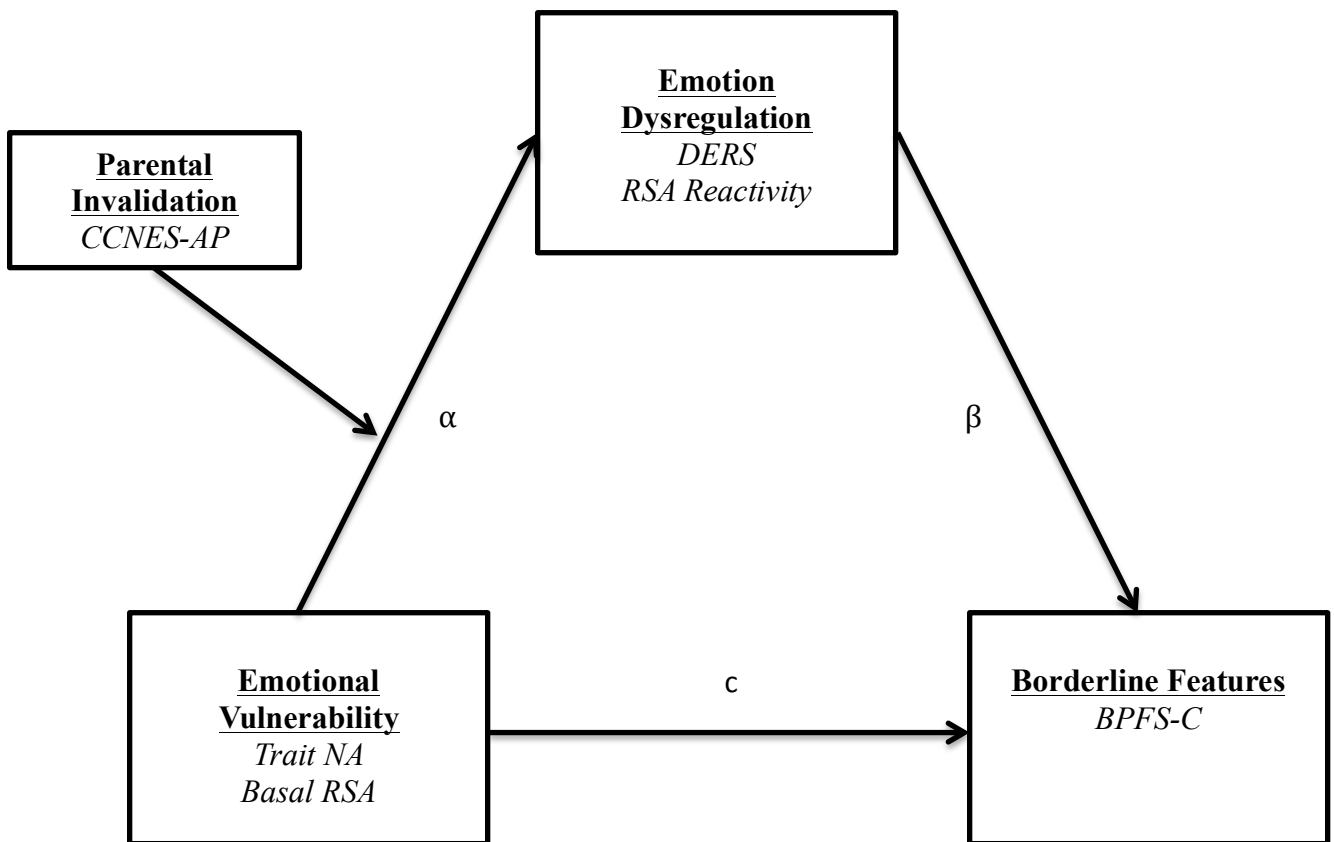 Emotion
Dysregulation
DERS
RSA Reactivity
Parental
Invalidation
CCNES-AP
α
β
Emotional
Vulnerability
Trait NA
Basal RSA
c
Borderline Features
BPFS-C